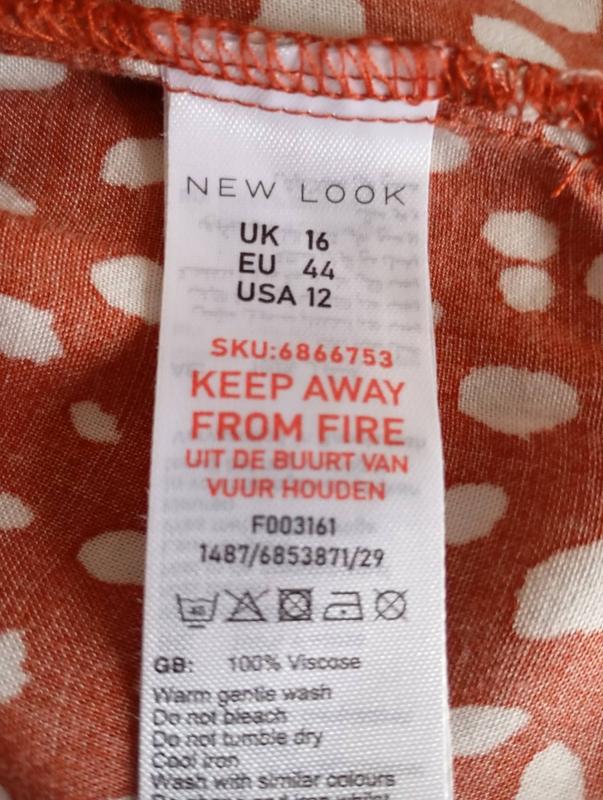 NEW LOOK
UK 16
EU 44
USA 12
SKU:6866753
KEEP AWAY
FROM FIRE
UIT DE BUURT VAN
VUUR HOUDEN
F003161
1487/6853871/29
40
GB: 100% Viscose
Warm gentle wash
Do not bleach
Do not tumble dry
Cool iron
Wash with similar colours